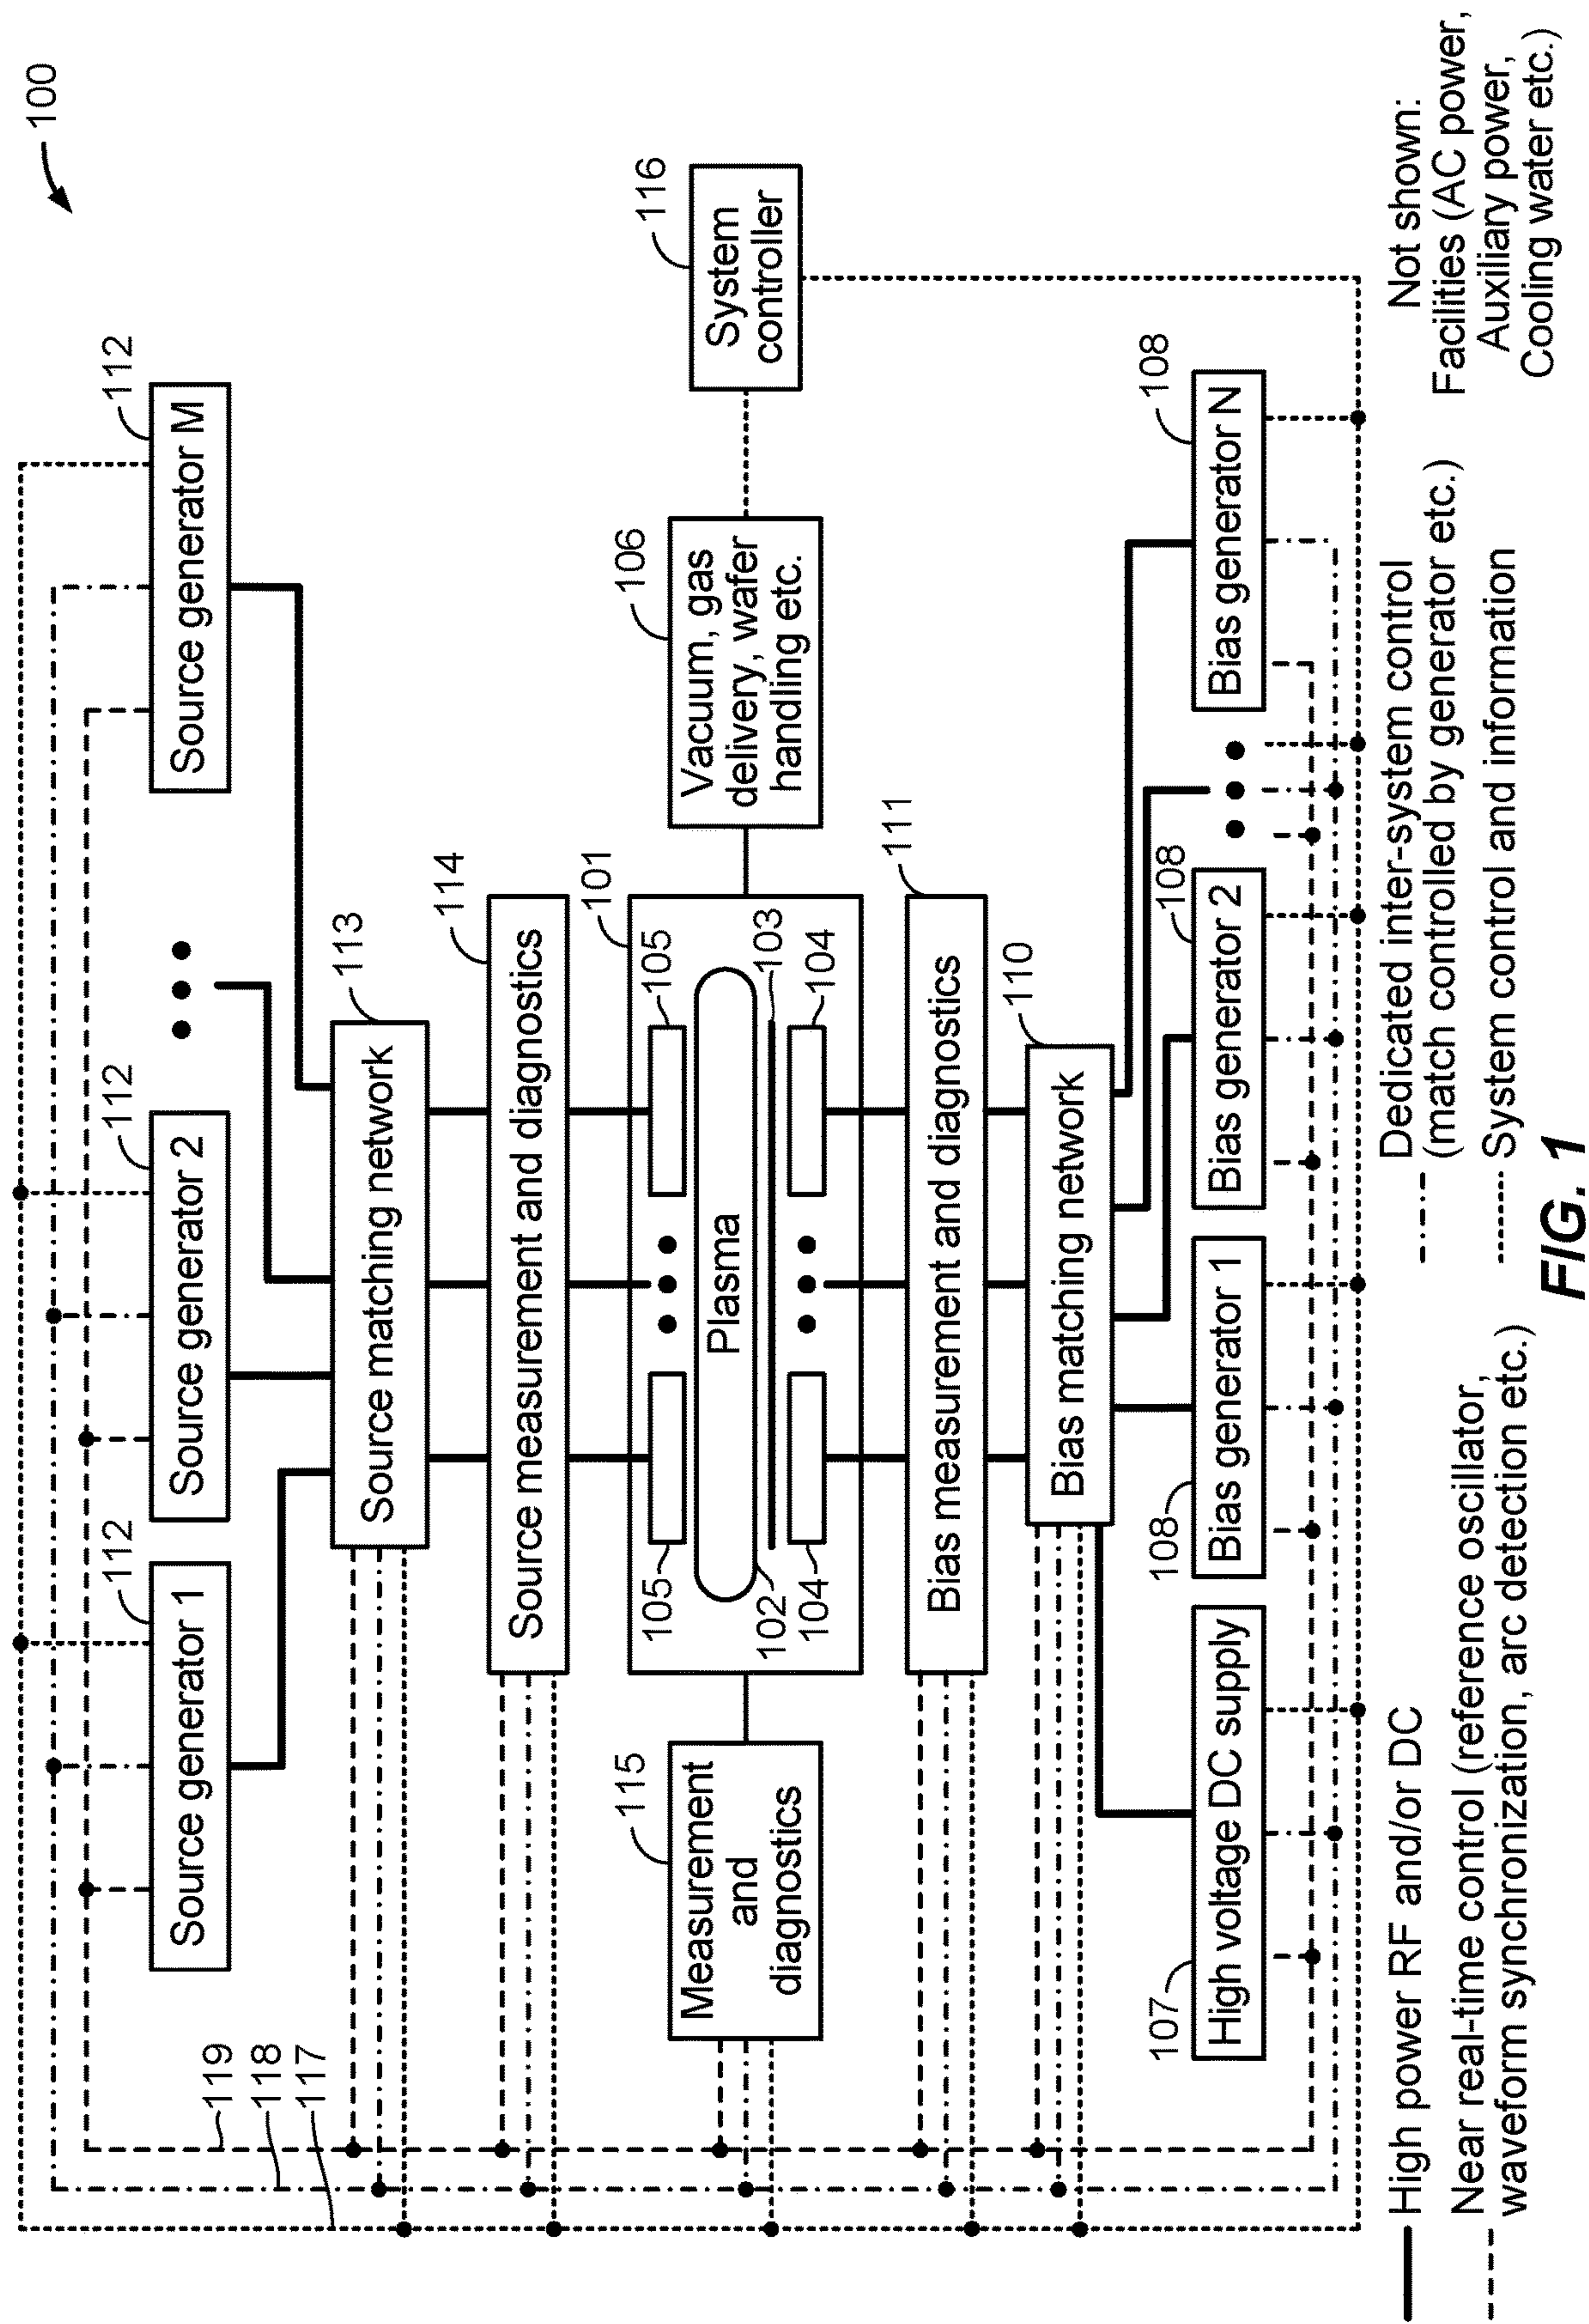 100
112
Source generator 1
112
Source generator 2
112
Source generator M
119
118
117
113
Source matching network
114
Source measurement and diagnostics
115
Measurement
and
diagnostics
101
105
105
Plasma
102
103
104
104
106
Vacuum, gas
delivery, wafer
handling etc.
116
System
controller
111
Bias measurement and diagnostics
110
Bias matching network
107
High voltage DC supply
108
Bias generator 1
108
Bias generator 2
108
Bias generator N
High power RF and/or DC
Near real-time control (reference oscillator,
waveform synchronization, arc detection etc.)
Dedicated inter-system control
(match controlled by generator etc.)
System control and information
Not shown:
Facilities (AC power,
Auxiliary power,
Cooling water etc.)
FIG. 1